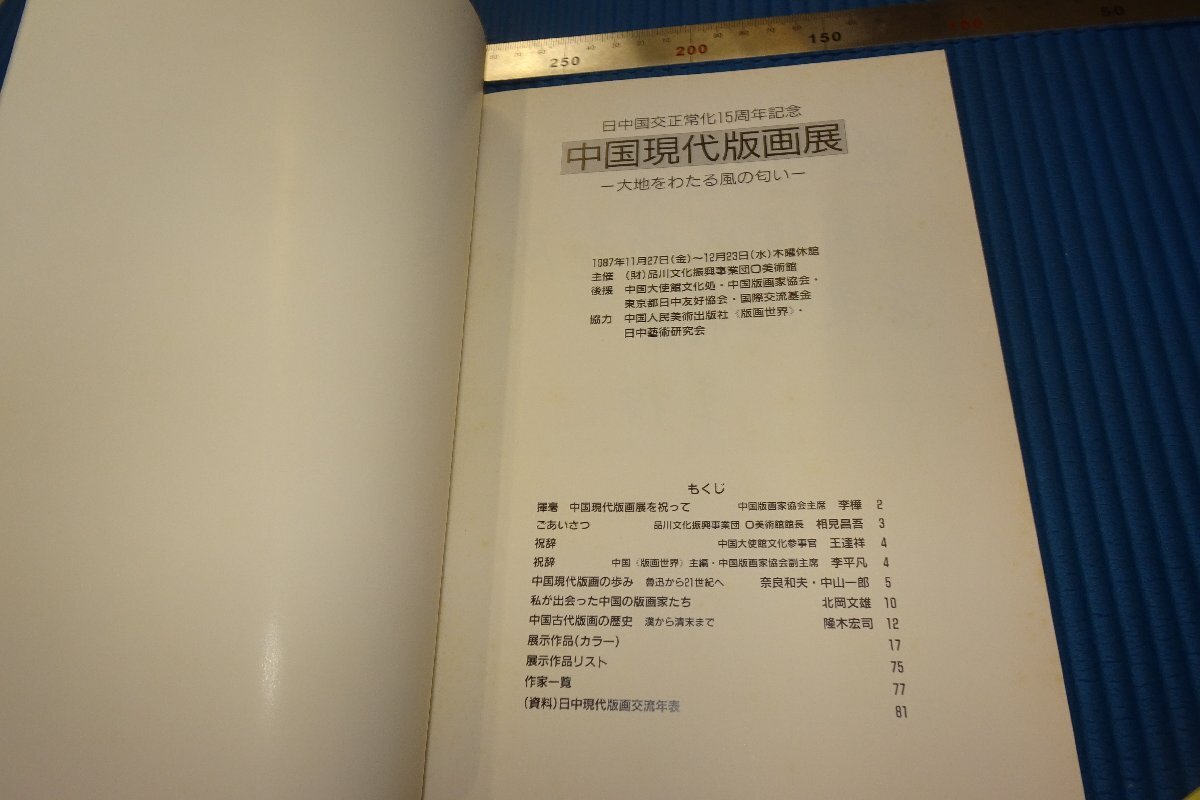 250
200
150
100
50
日中国交正常化15周年記念
中国現代版画展
−大地をわたる風の匂い−
1987年11月27日(金)〜12月23日(水)木曜休館
主催 (財)品川文化振興事業団O美術館
後援 中国大使館文化処・中国版画家協会・
東京都日中友好協会・国際交流基金
協力 中国人民美術出版社《版画世界》・
日中藝術研究会
もくじ
揮毫 中国現代版画展を祝って 中国版画家協会主席 李樺 2
ごあいさつ 品川文化振興事業団 O美術館館長 相見昌吾 3
祝辞 中国大使館文化参事官 王達祥 4
祝辞 中国《版画世界》主編・中国版画家協会副主席 李平凡 4
中国現代版画の歩み 魯迅から21世紀へ 奈良和夫・中山一郎 5
私が出会った中国の版画家たち 北岡文雄 10
中国古代版画の歴史 漢から清末まで 隆木宏司 12
展示作品(カラー) 17
展示作品リスト 75
作家一覧 77
(資料)日中現代版画交流年表 81